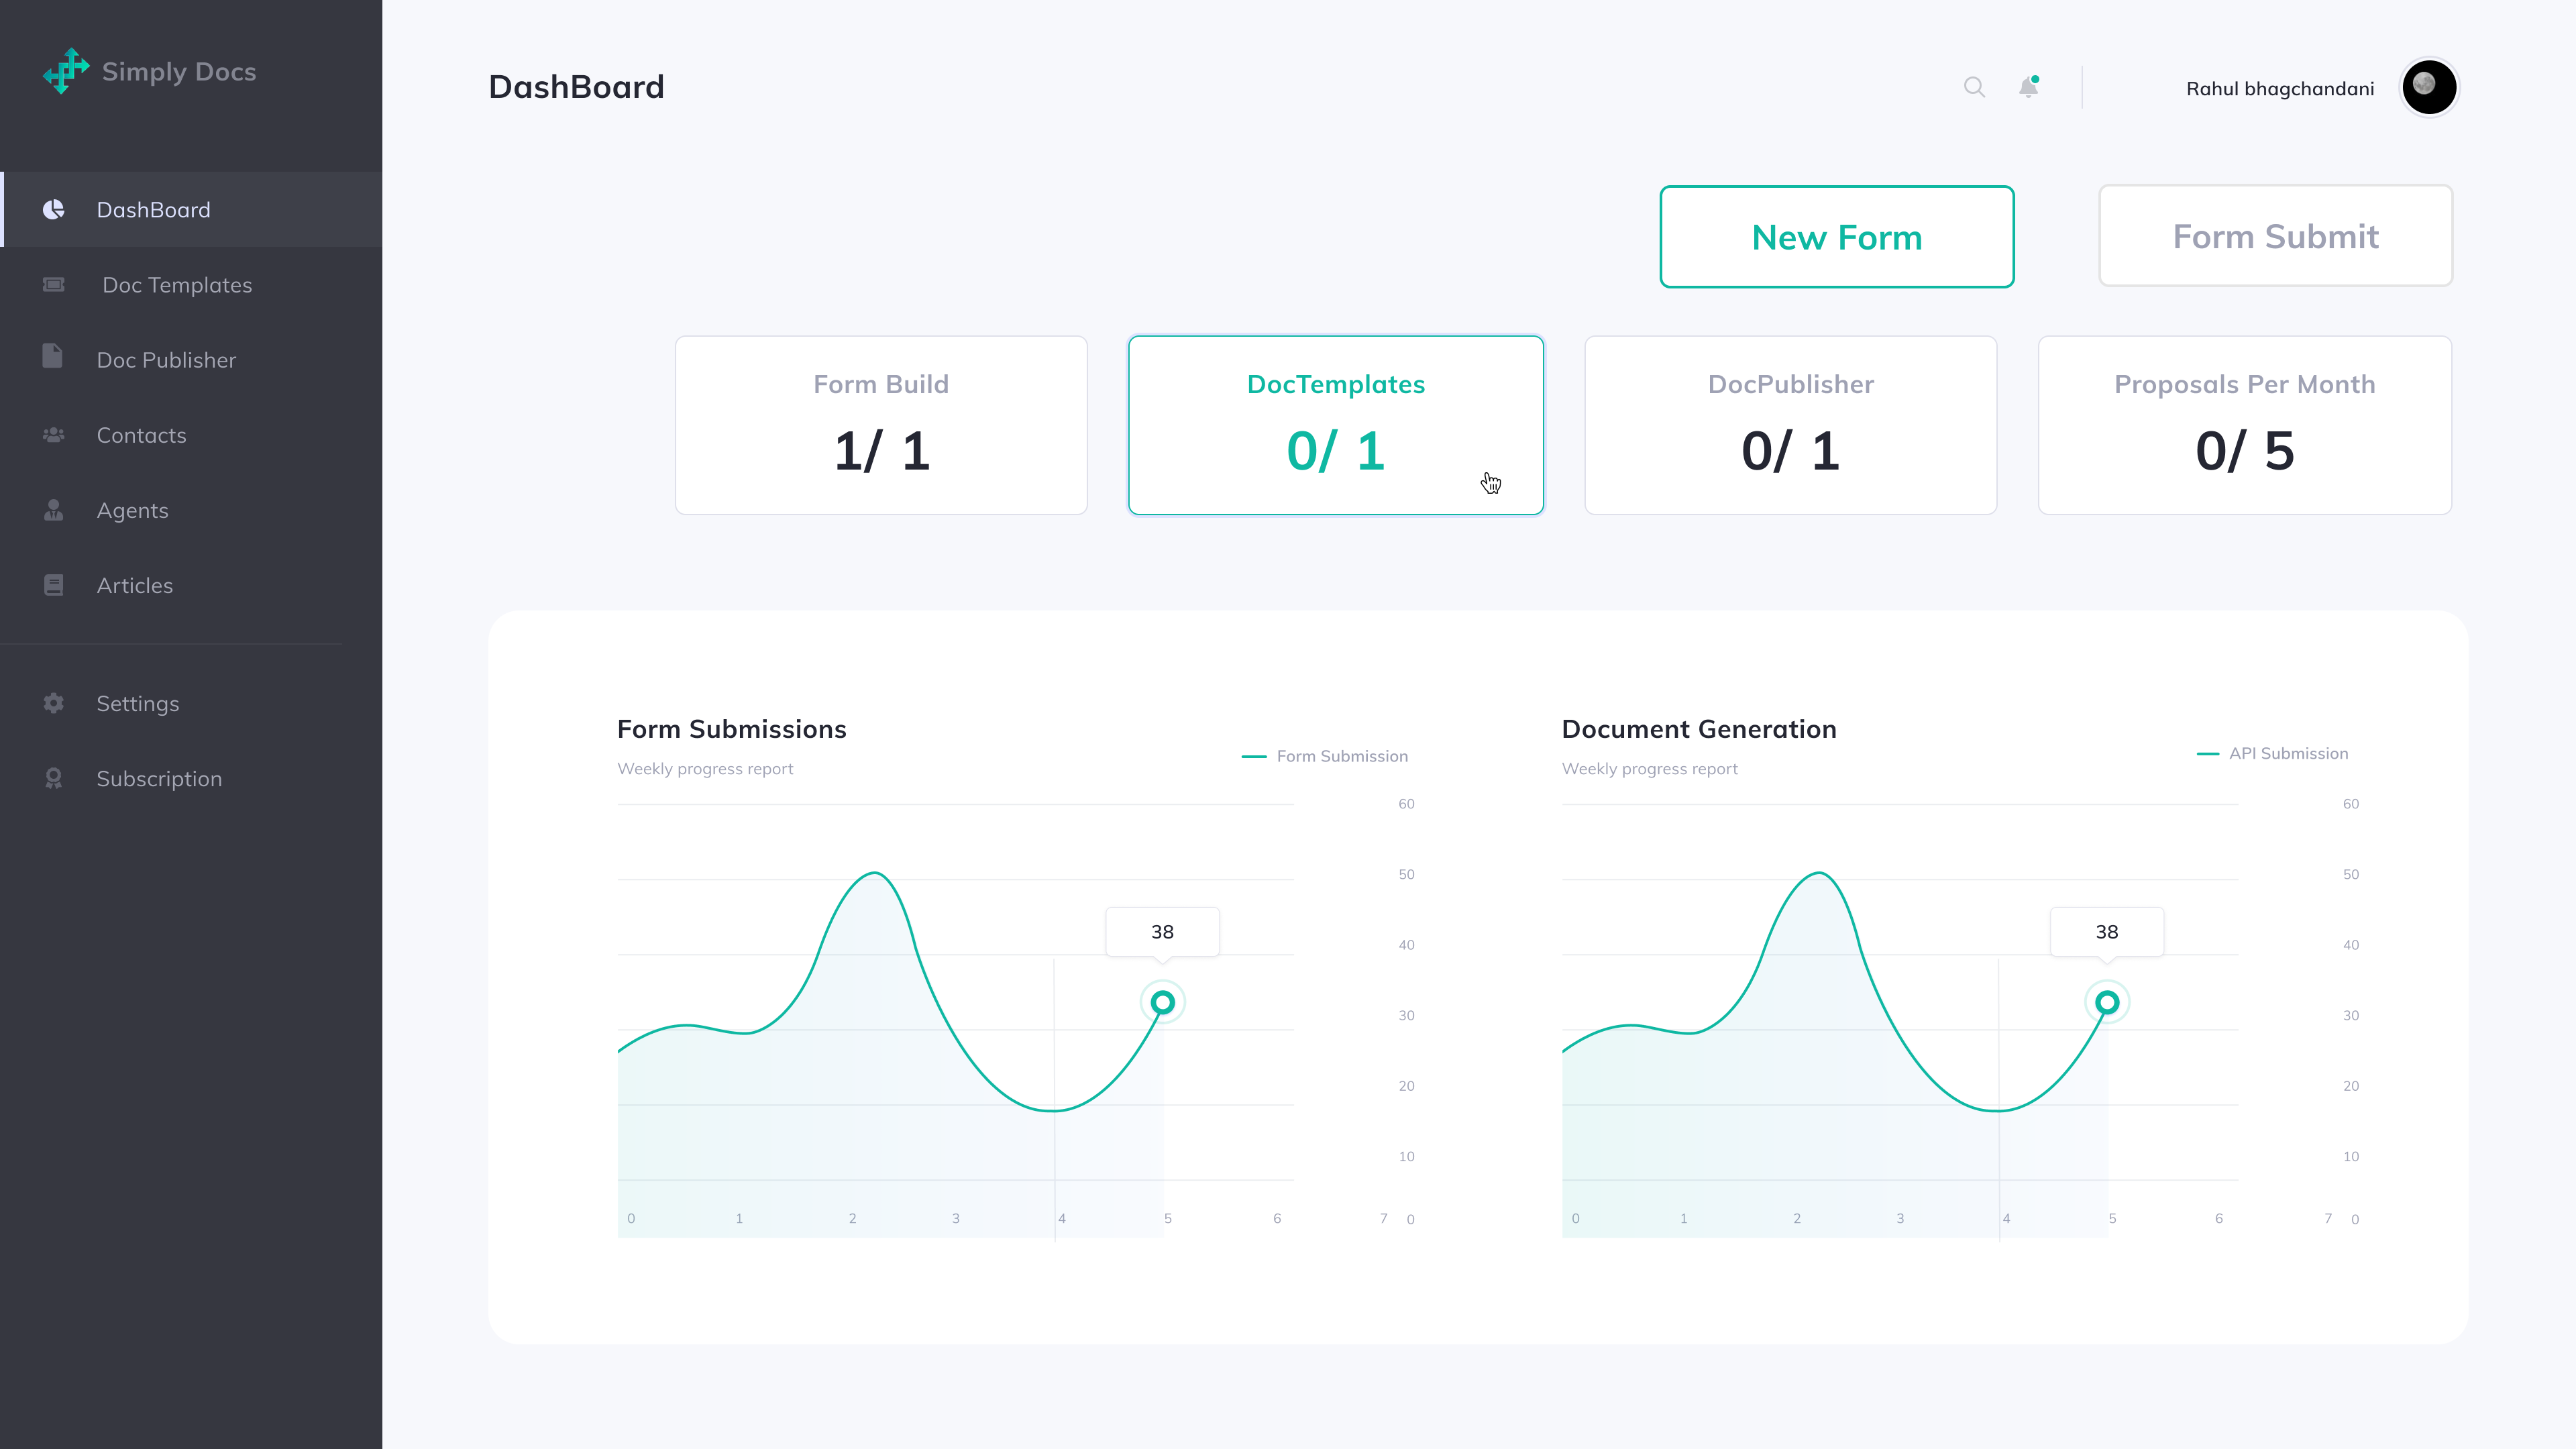 Simply Docs
DashBoard
Doc Templates
Doc Publisher
Contacts
Agents
Articles
Settings
Subscription
DashBoard
Rahul bhagchandani
New Form
Form Submit
Form Build
1/ 1
DocTemplates
0/ 1
DocPublisher
0/ 1
Proposals Per Month
0/ 5
Form Submissions
Weekly progress report
Form Submission
60
50
40
30
20
10
0
38
0 1 2 3 4 5 6 7
Document Generation
Weekly progress report
API Submission
60
50
40
30
20
10
0
38
0 1 2 3 4 5 6 7